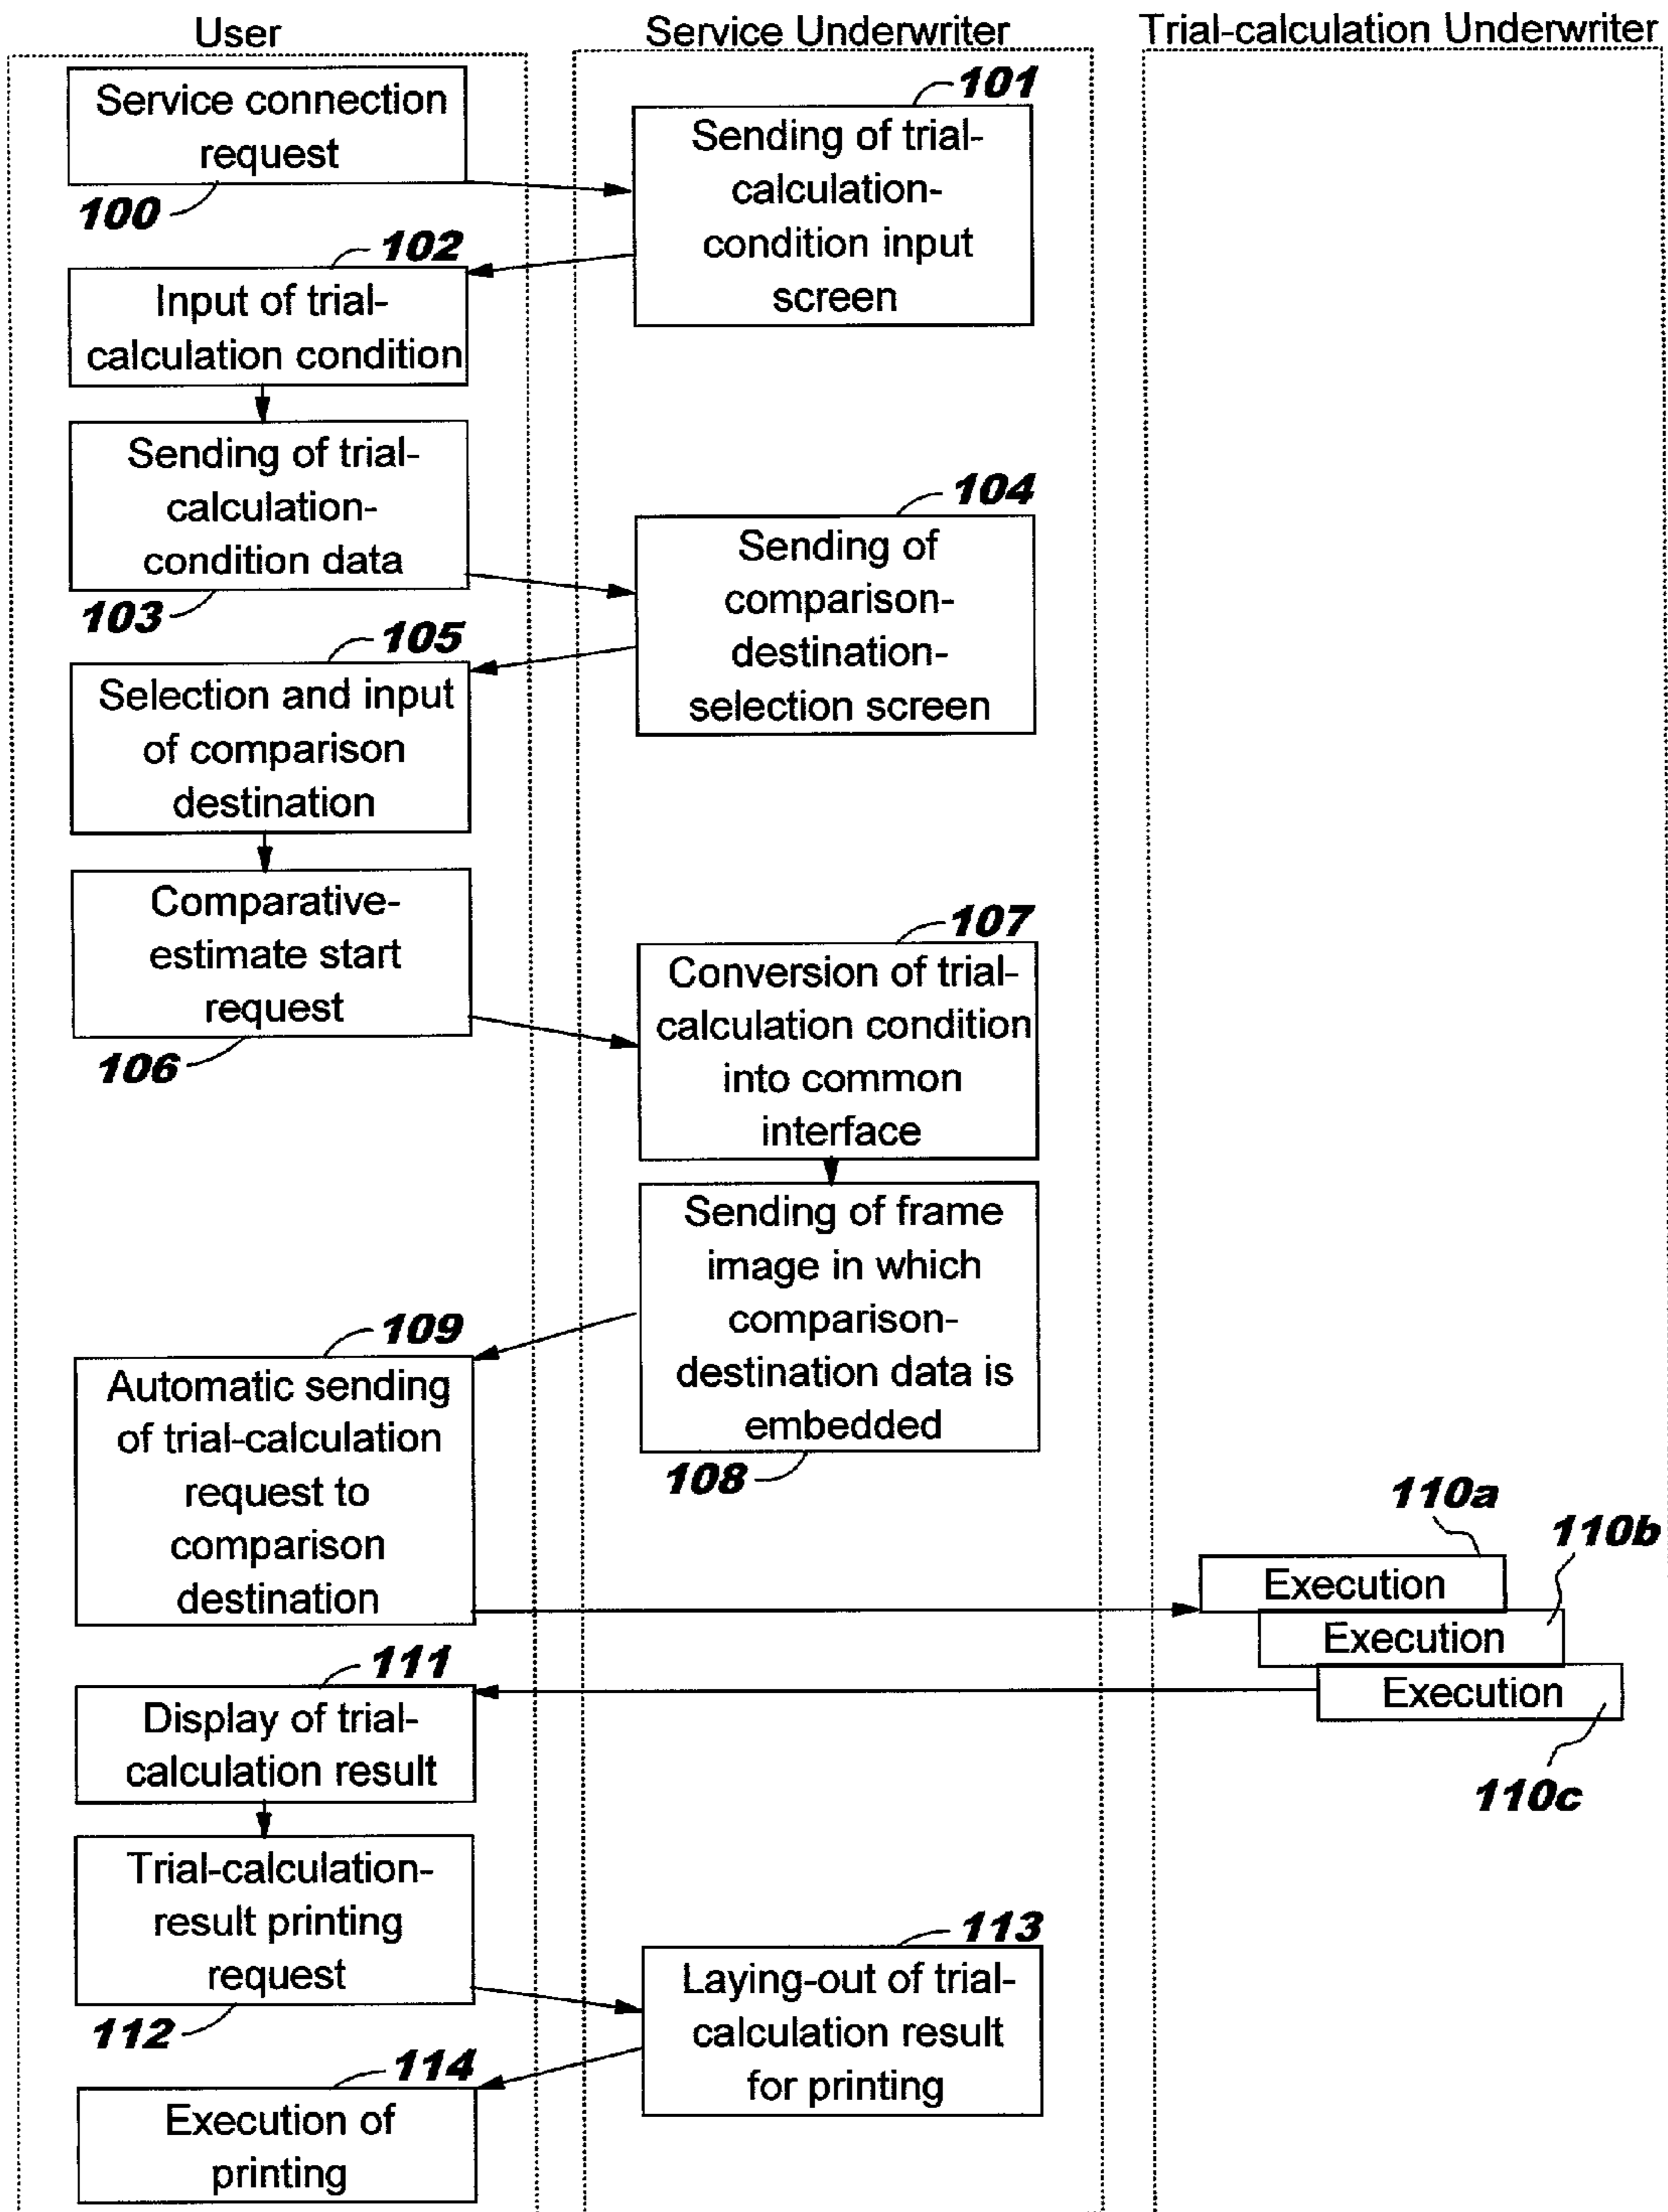 User
Service Underwriter
Trial-calculation Underwriter
Service connection
request
100
101
Sending of trial-
calculation-
condition input
screen
102
Input of trial-
calculation condition
Sending of trial-
calculation-
condition data
103
104
Sending of
comparison-
destination-
selection screen
105
Selection and input
of comparison
destination
Comparative-
estimate start
request
106
107
Conversion of trial-
calculation condition
into common
interface
Sending of frame
image in which
comparison-
destination data is
embedded
108
109
Automatic sending
of trial-calculation
request to
comparison
destination
110a
Execution
110b
Execution
Execution
110c
111
Display of trial-
calculation result
Trial-calculation-
result printing
request
112
113
Laying-out of trial-
calculation result
for printing
114
Execution of
printing